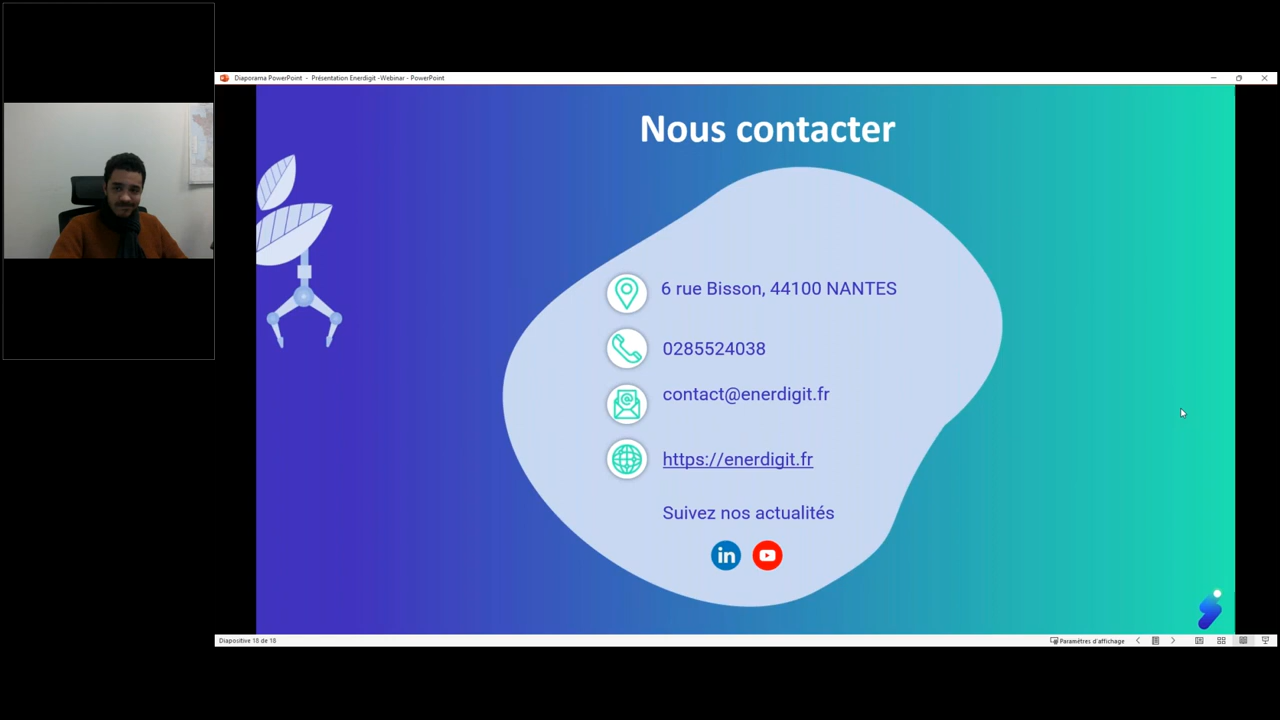 Diaporama PowerPoint - Présentation Enerdigit -Webinar - PowerPoint
Nous contacter
6 rue Bisson, 44100 NANTES
0285524038
contact@enerdigit.fr
https://enerdigit.fr
Suivez nos actualités
in
Diapositive 18 de 18
Paramètres d'affichage